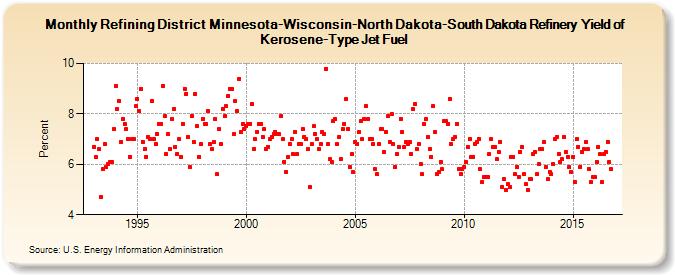 Monthly Refining District Minnesota-Wisconsin-North Dakota-South Dakota Refinery Yield of
Kerosene-Type Jet Fuel
Percent
10
8
6
4
1995
2000
2005
2010
2015
Source: U.S. Energy Information Administration